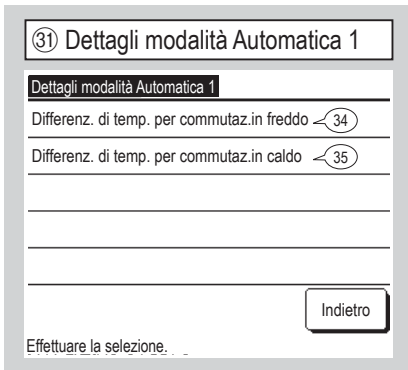 ㉛ Dettagli modalità Automatica 1
Dettagli modalità Automatica 1
Differenz. di temp. per commutaz.in freddo 34
Differenz. di temp. per commutaz.in caldo 35
Indietro
Effettuare la selezione.